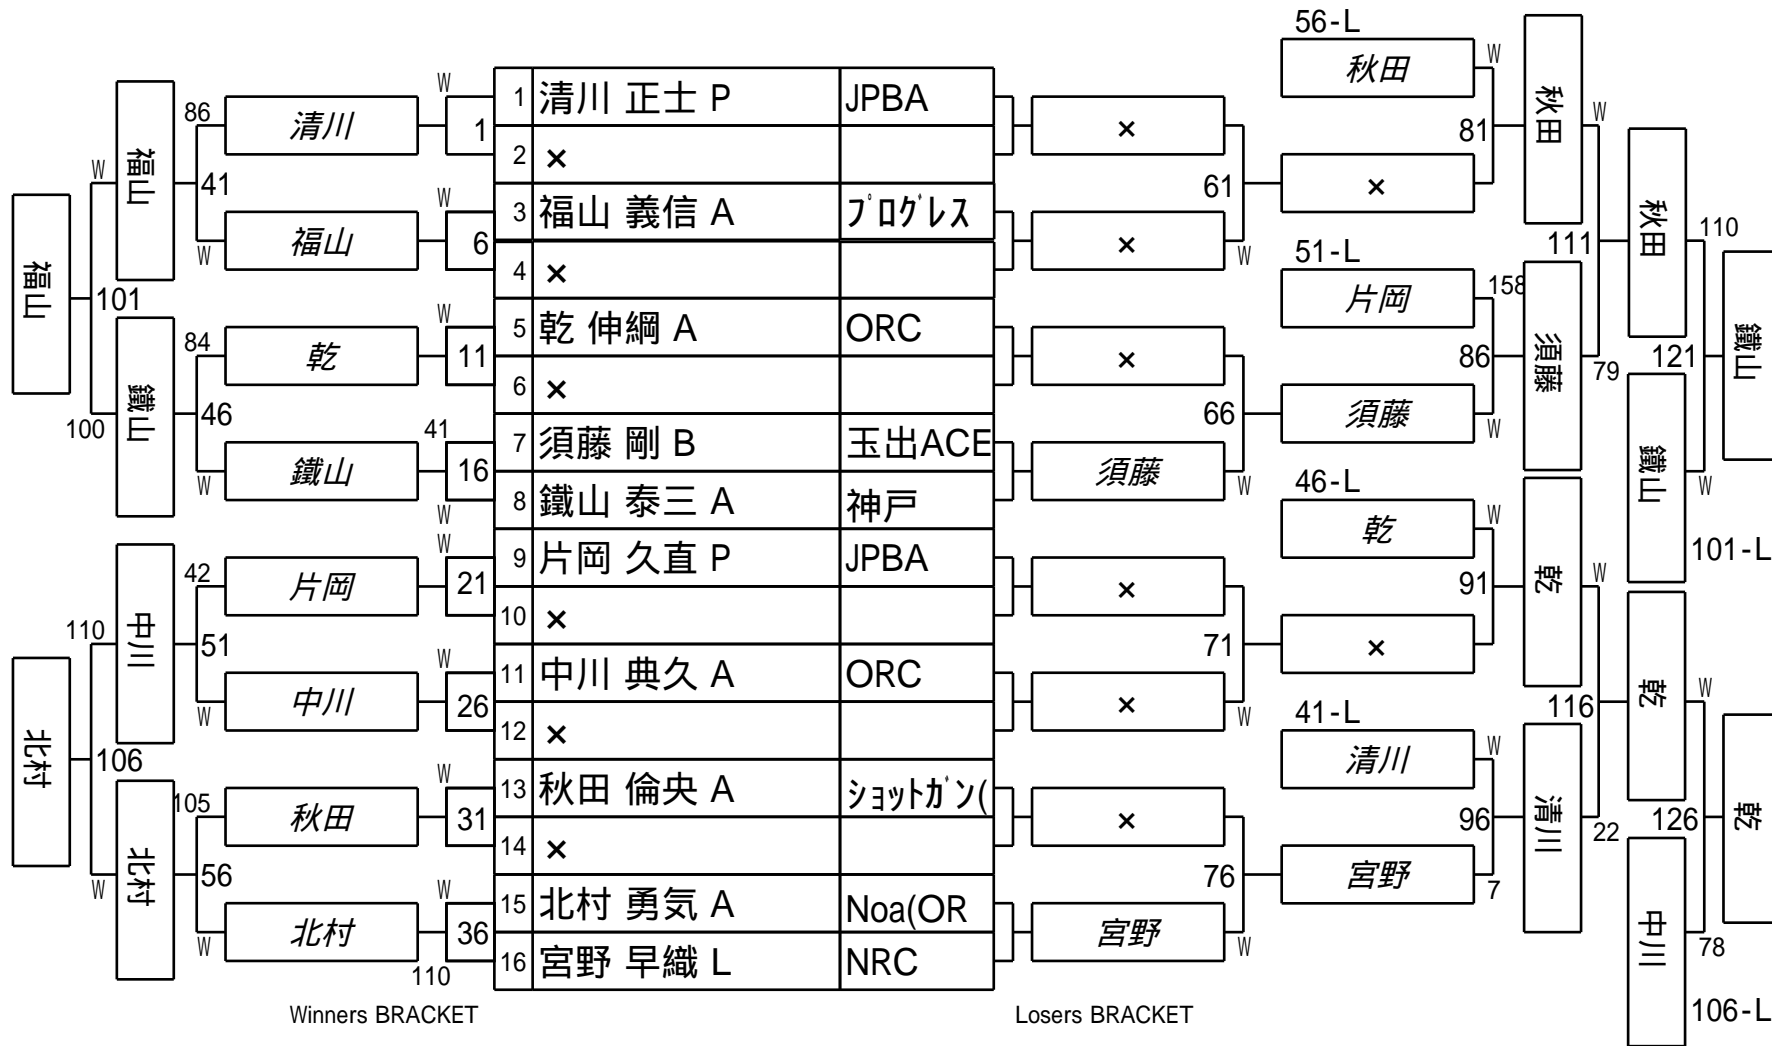 56-L
秋田
W
81
×
秋田
W
51-L
片岡
158
86
須藤
W
須藤
79
111
秋田
110
121
鐵山
W
101-L
鐵山
46-L
乾
W
91
×
乾
W
41-L
清川
W
96
宮野
7
清川
22
116
乾
W
126
中川
78
106-L
乾
1 清川 正士 P JPBA
2 ×
3 福山 義信 A プログレス
4 ×
5 乾 伸綱 A ORC
6 ×
7 須藤 剛 B 玉出ACE
8 鐵山 泰三 A 神戸
9 片岡 久直 P JPBA
10 ×
11 中川 典久 A ORC
12 ×
13 秋田 倫央 A ショットガン(
14 ×
15 北村 勇気 A Noa(OR
16 宮野 早織 L NRC
W
1
W
6
W
11
41
16
W
W
21
W
26
W
31
W
36
110
86
清川
41
福山
W
84
乾
46
鐵山
W
42
片岡
51
中川
W
105
秋田
56
北村
W
福山
W
101
鐵山
100
中川
110
106
北村
W
福山
北村
×
61
×
W
×
66
須藤
W
×
71
×
W
×
76
宮野
W
Winners BRACKET
Losers BRACKET